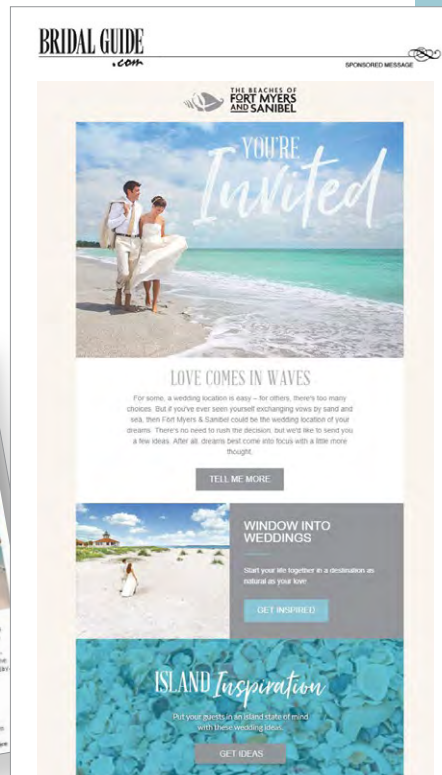 BRIDAL GUIDE
.com
SPONSORED MESSAGE
THE BEACHES OF
FORT MYERS
AND SANIBEL
YOU'RE
Invited
LOVE COMES IN WAVES
For some, a wedding location is easy – for others, there's too many
choices. But if you've ever seen yourself exchanging vows by sand and
sea, then Fort Myers & Sanibel could be the wedding location of your
dreams. There's no need to rush the decision, but we'd like to send you
a few ideas. After all, dreams best come into focus with a little more
thought.
TELL ME MORE
WINDOW INTO
WEDDINGS
Start your life together in a destination as
natural as your love
GET INSPIRED
ISLAND Inspiration
Put your guests in an island state of mind
with these wedding ideas.
GET IDEAS